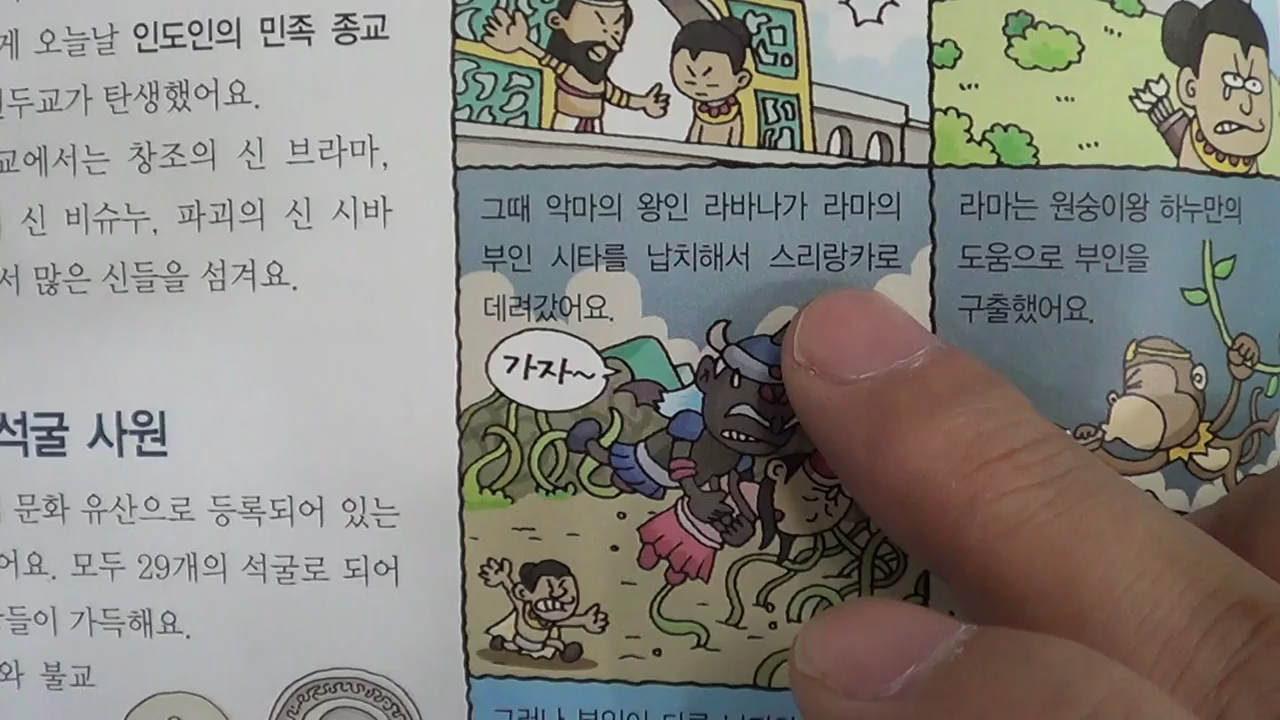 게 오늘날 인도인의 민족 종교
두교가 탄생했어요.
교에서는 창조의 신 브라마,
신 비슈누, 파괴의 신 시바
서 많은 신들을 섬겨요.
석굴 사원
문화 유산으로 등록되어 있는
어요. 모두 29개의 석굴로 되어
들이 가득해요.
와 불교
그때 악마의 왕인 라바나가 라마의
부인 시타를 납치해서 스리랑카로
데려갔어요.
가자~
라마는 원숭이왕 하누만의
도움으로 부인을
구출했어요.
그러나 부인이